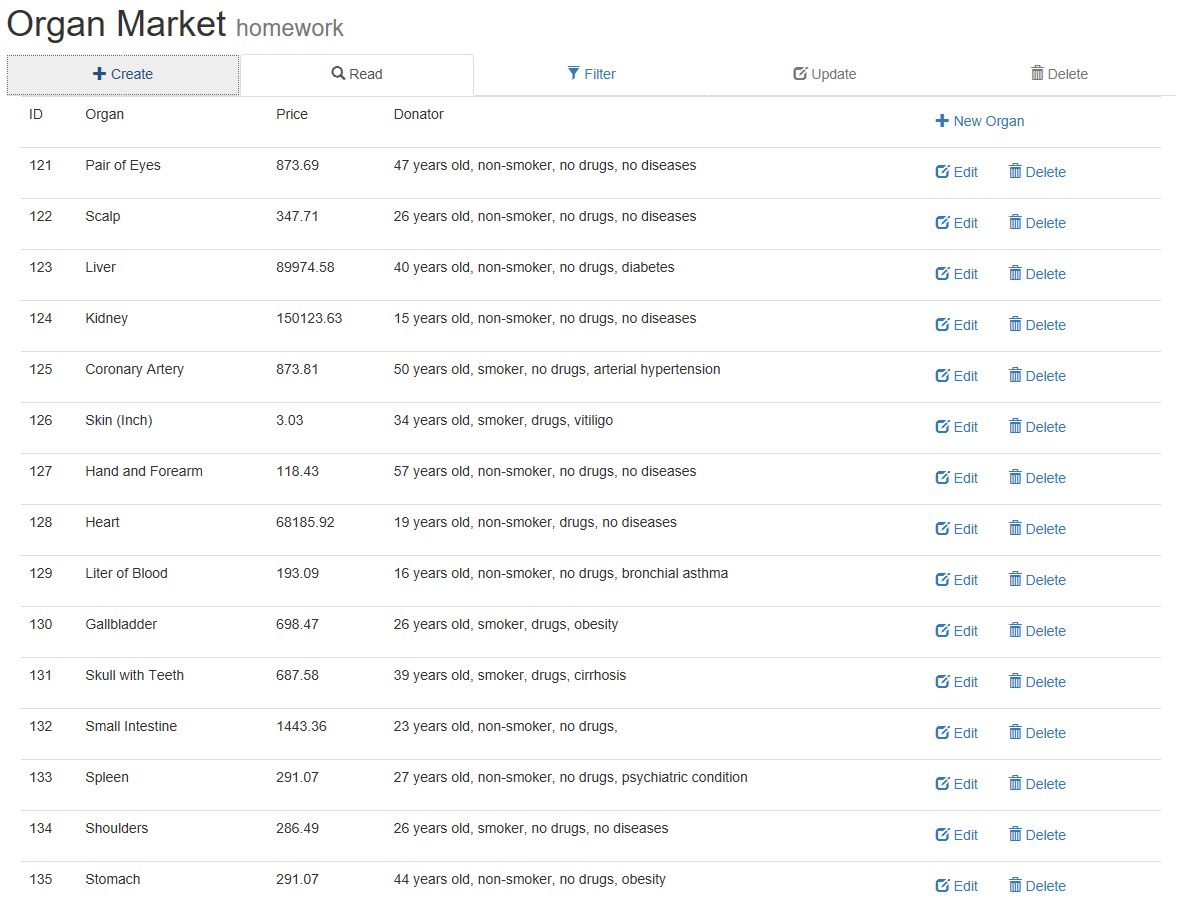 Organ Market homework
Create Read Filter Update Delete
ID Organ Price Donator New Organ
121 Pair of Eyes 873.69 47 years old, non-smoker, no drugs, no diseases Edit Delete
122 Scalp 347.71 26 years old, non-smoker, no drugs, no diseases Edit Delete
123 Liver 89974.58 40 years old, non-smoker, no drugs, diabetes Edit Delete
124 Kidney 150123.63 15 years old, non-smoker, no drugs, no diseases Edit Delete
125 Coronary Artery 873.81 50 years old, smoker, no drugs, arterial hypertension Edit Delete
126 Skin (Inch) 3.03 34 years old, smoker, drugs, vitiligo Edit Delete
127 Hand and Forearm 118.43 57 years old, non-smoker, no drugs, no diseases Edit Delete
128 Heart 68185.92 19 years old, non-smoker, drugs, no diseases Edit Delete
129 Liter of Blood 193.09 16 years old, non-smoker, no drugs, bronchial asthma Edit Delete
130 Gallbladder 698.47 26 years old, smoker, drugs, obesity Edit Delete
131 Skull with Teeth 687.58 39 years old, smoker, drugs, cirrhosis Edit Delete
132 Small Intestine 1443.36 23 years old, non-smoker, no drugs, Edit Delete
133 Spleen 291.07 27 years old, non-smoker, no drugs, psychiatric condition Edit Delete
134 Shoulders 286.49 26 years old, smoker, no drugs, no diseases Edit Delete
135 Stomach 291.07 44 years old, non-smoker, no drugs, obesity Edit Delete